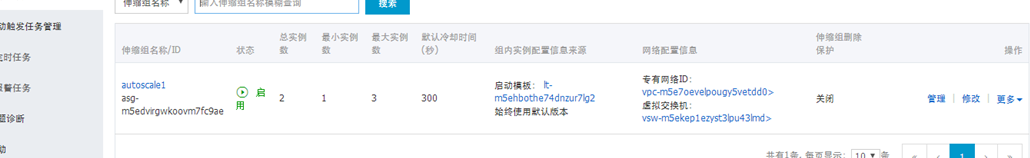 伸缩组名称
输入伸缩组名称模糊查询
搜索
动触发任务管理
定时任务
报警任务
题诊断
助
伸缩组名称/ID
状态
总实例
数
最小实例
数
最大实例
数
默认冷却时间
(秒)
组内实例配置信息来源
网络配置信息
伸缩组删除
保护
操作
autoscale1
asg-
m5edvirgwkoovm7fc9ae
启
用
2
1
3
300
启动模板： lt-
m5ehbothe74dnzur7lg2
始终使用默认版本
专有网络ID：
vpc-m5e7oevelpougy5vetdd0>
虚拟交换机：
vsw-m5ekep1ezyst3lpu43lmd>
关闭
管理
修改
更多
共有1条, 每页显示：
10
条
«
‹
1
›
»